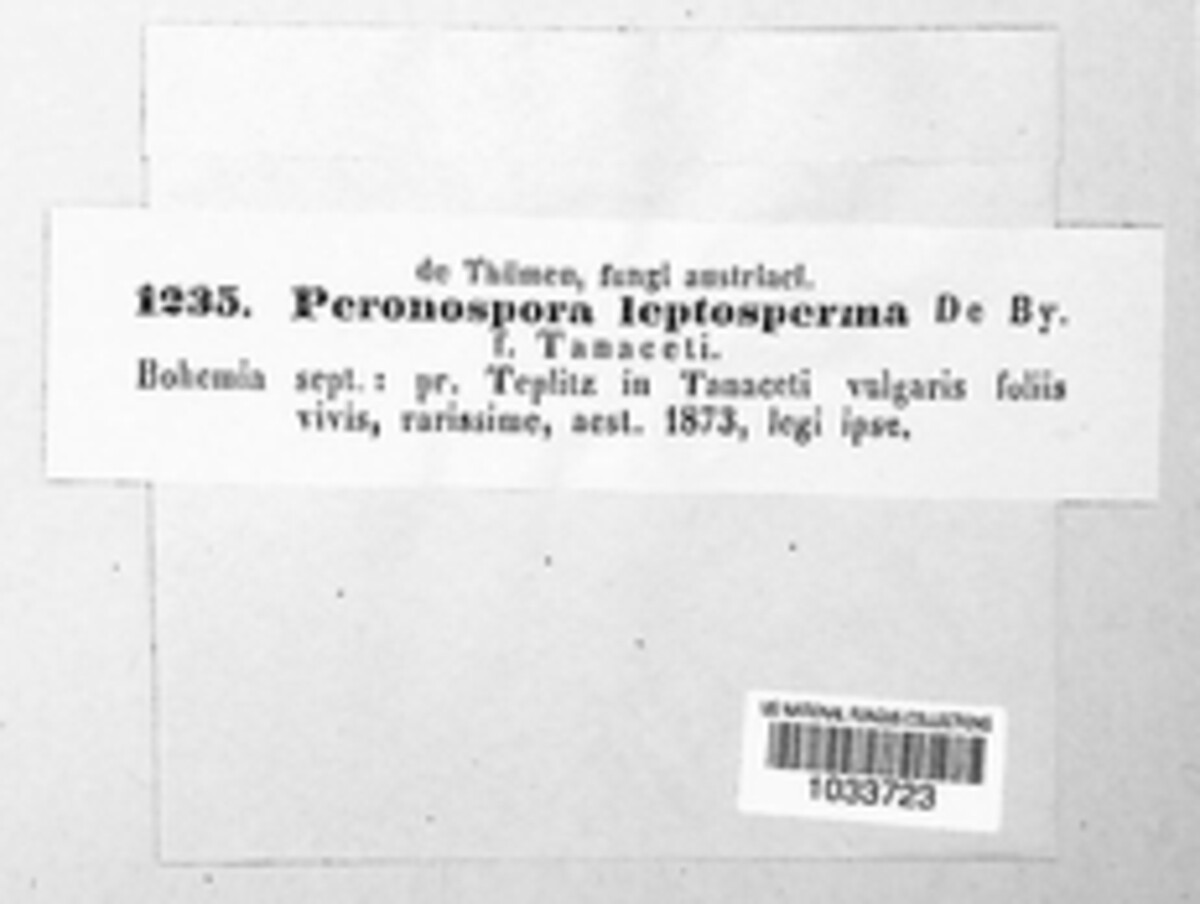 de Thümen, fungi austriaci.
1235. Peronospora leptosperma De By.
f. Tanaceti.
Bohemia sept.: pr. Teplitz in Tanaceti vulgaris foliis
vivis, rarissime, aest. 1873, legi ipse.
US NATIONAL FUNGUS COLLECTIONS
1033723